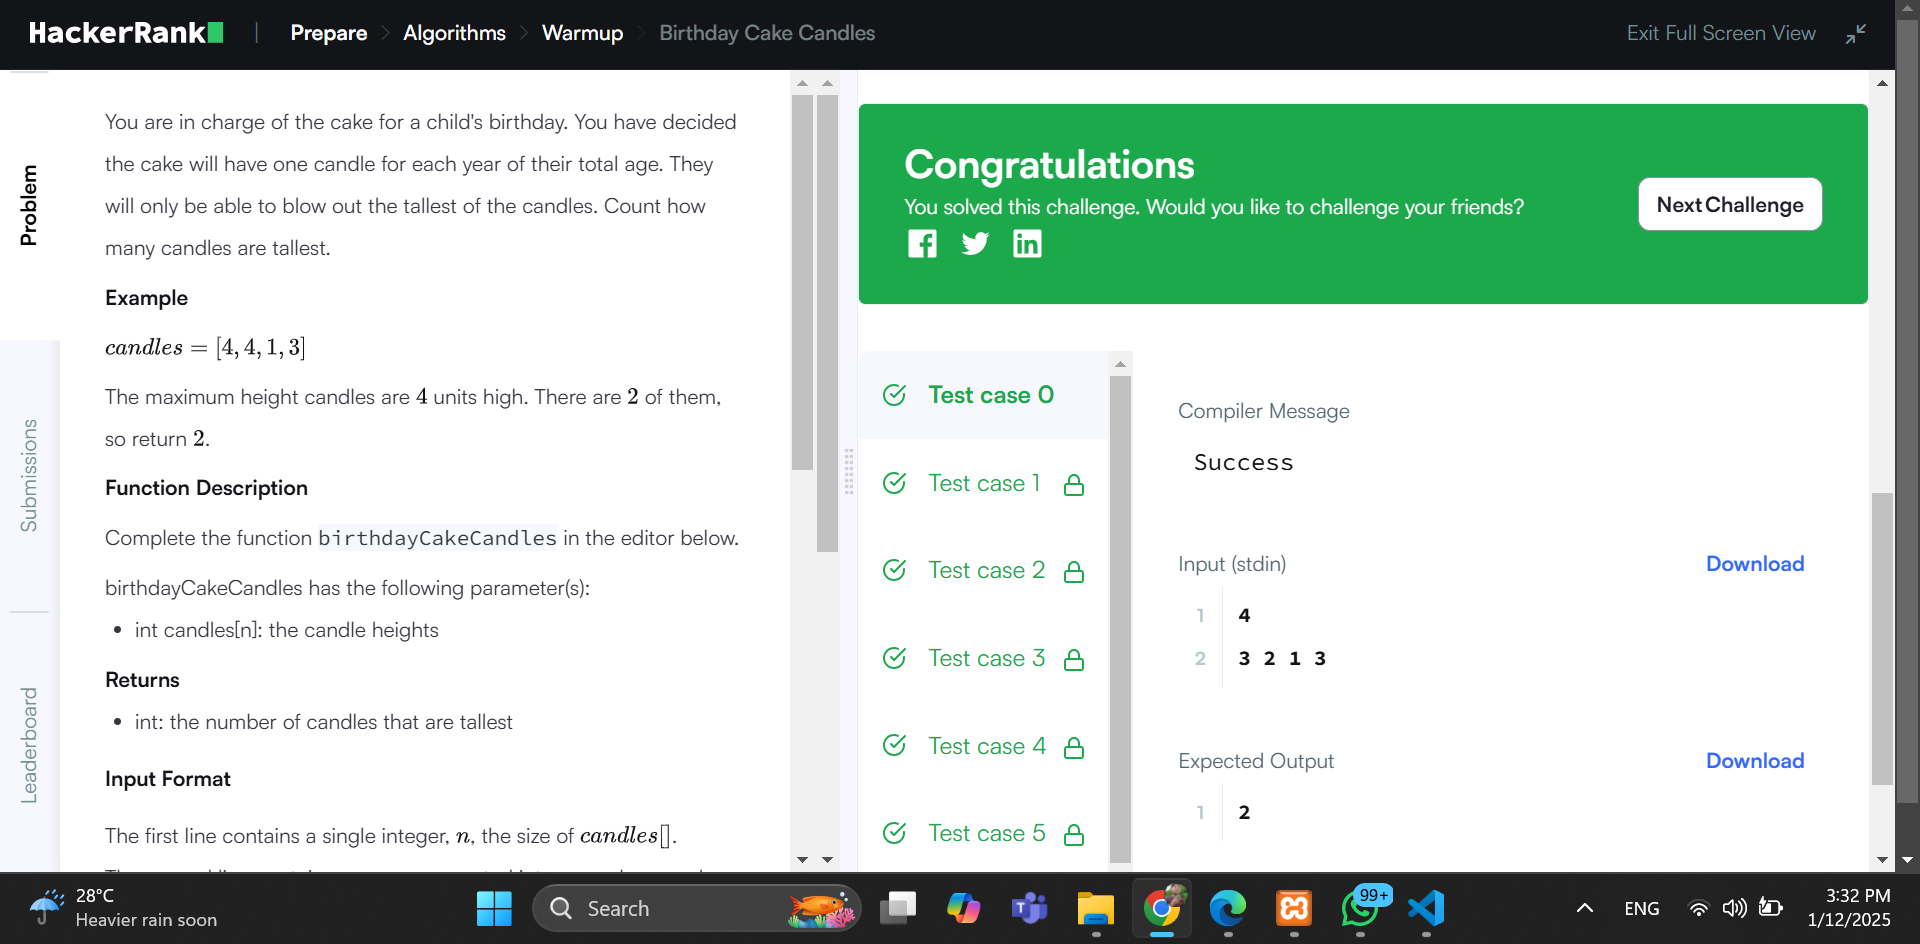 HackerRank | Prepare > Algorithms > Warmup > Birthday Cake Candles
Exit Full Screen View
Problem
Submissions
Leaderboard
You are in charge of the cake for a child's birthday. You have decided
the cake will have one candle for each year of their total age. They
will only be able to blow out the tallest of the candles. Count how
many candles are tallest.
Example
candles = [4, 4, 1, 3]
The maximum height candles are 4 units high. There are 2 of them,
so return 2.
Function Description
Complete the function birthdayCakeCandles in the editor below.
birthdayCakeCandles has the following parameter(s):
• int candles[n]: the candle heights
Returns
• int: the number of candles that are tallest
Input Format
The first line contains a single integer, n, the size of candles[].
Congratulations
You solved this challenge. Would you like to challenge your friends?
Next Challenge
Test case 0
Test case 1
Test case 2
Test case 3
Test case 4
Test case 5
Compiler Message
Success
Input (stdin)
Download
1 4
2 3 2 1 3
Expected Output
Download
1 2
28°C
Heavier rain soon
Search
99+
ENG
3:32 PM
1/12/2025